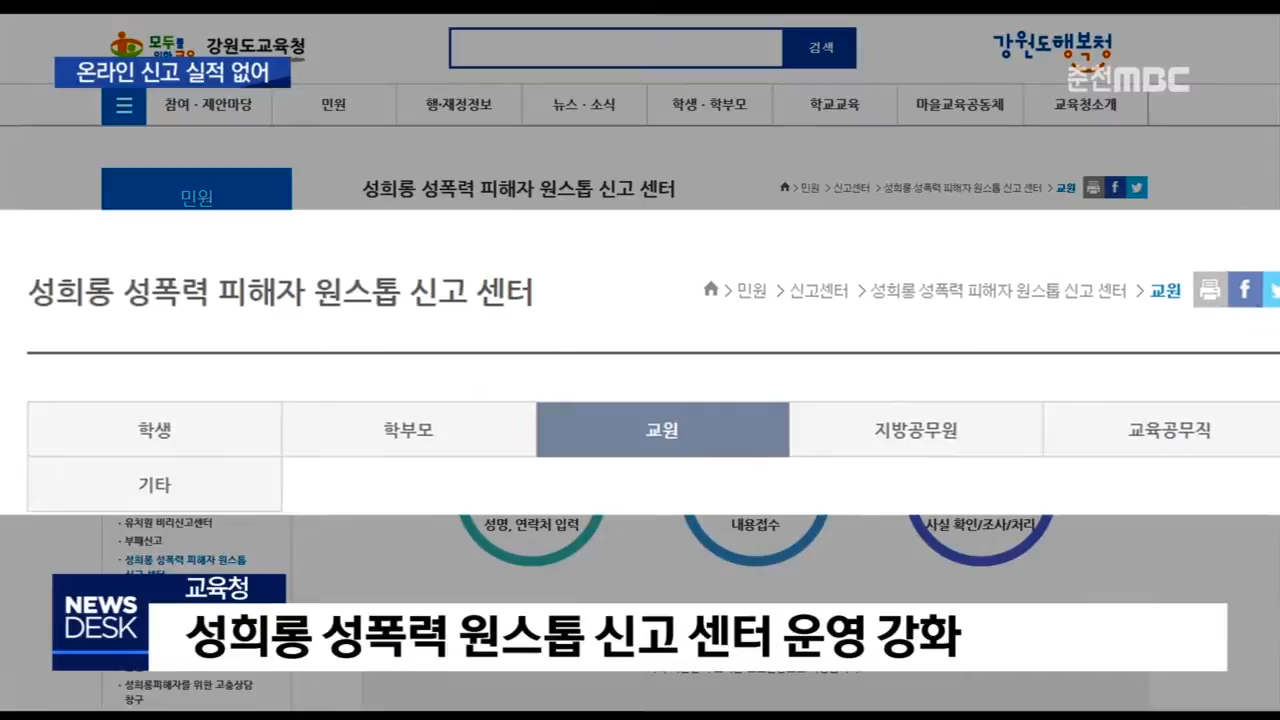 모두를
위한교육
강원도교육청
검색
강원도행복청
온라인 신고 실적 없어
춘천MBC
참여·제안마당
민원
행·재정정보
뉴스·소식
학생·학부모
학교교육
마을교육공동체
교육청소개
민원
성희롱 성폭력 피해자 원스톱 신고 센터
> 민원 > 신고센터 > 성희롱 성폭력 피해자 원스톱 신고 센터 > 교원
성희롱 성폭력 피해자 원스톱 신고 센터
> 민원 > 신고센터 > 성희롱 성폭력 피해자 원스톱 신고 센터 > 교원
학생
학부모
교원
지방공무원
교육공무직
기타
· 유치원 비리신고센터
· 부패신고
· 성희롱 성폭력 피해자 원스톱
성명, 연락처 입력
내용접수
사실 확인/조사/처리
교육청
NEWS
DESK
성희롱 성폭력 원스톱 신고 센터 운영 강화
· 성희롱피해자를 위한 고충상담
창구